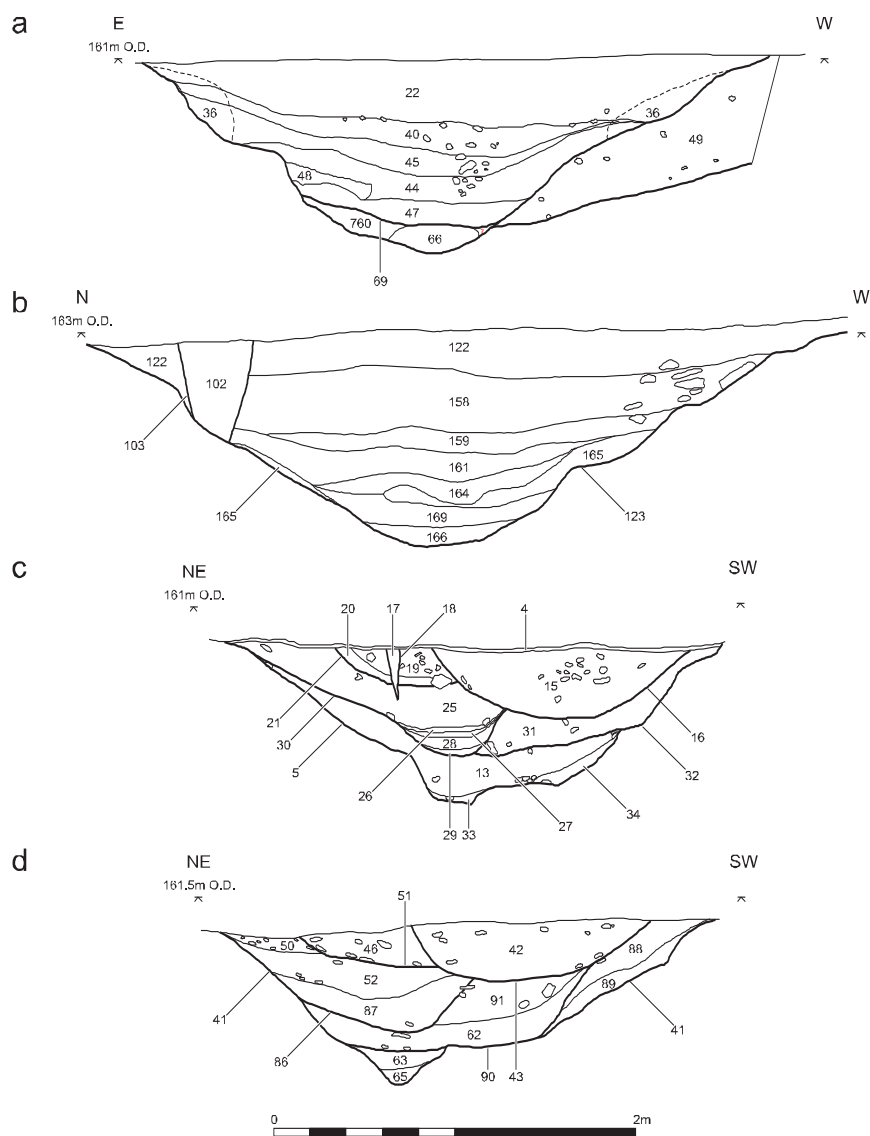 a
E W
161m O.D.
22
36 36
40
49
45
48 44
47
760 66
69
b
N W
163m O.D.
122
122
102
158
103 159
161 165
164
165 169 123
166
c
NE SW
161m O.D.
20 17 18 4
19
15
25
21
30 31 16
5 28
13 32
26 34
29 33 27
d
NE SW
161.5m O.D.
51
50 46 42 88
52
91 89
87
41 62 41
86 63
65 90 43
0 2m